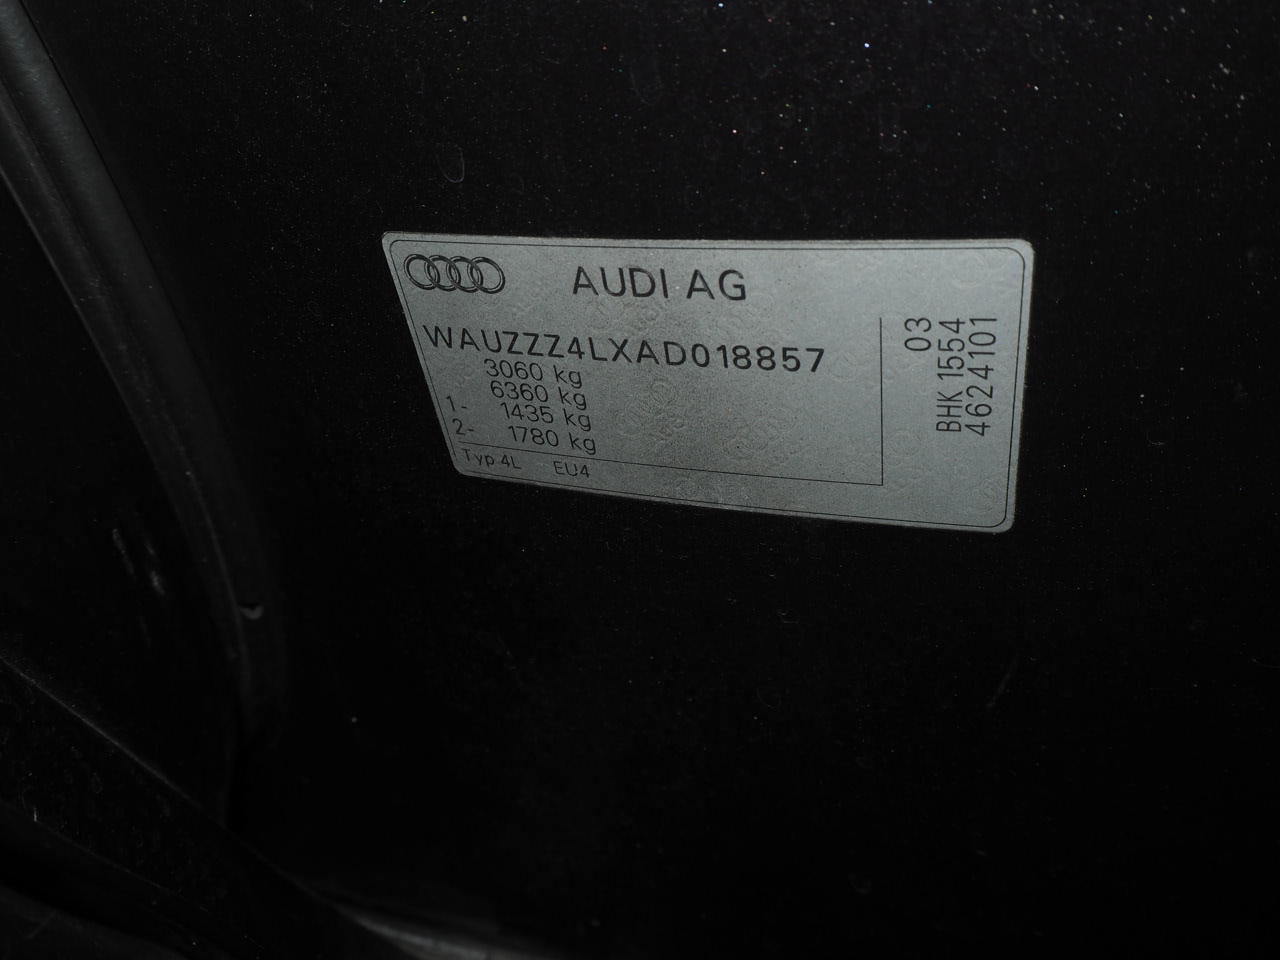 AUDI AG
WAUZZZ4LXAD018857
3060 kg
6360 kg
1- 1435 kg
2- 1780 kg
Typ 4L EU4
03
BHK 1554
4624101